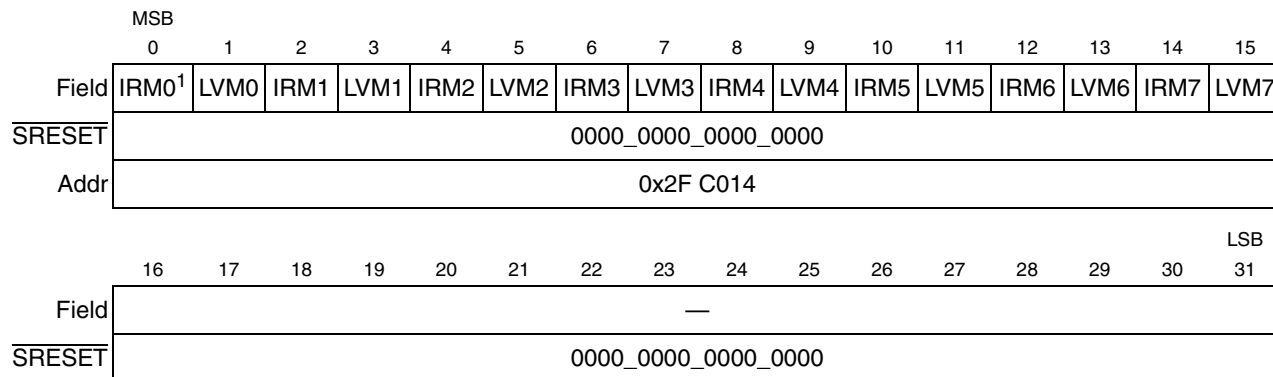 MSB
0 1 2 3 4 5 6 7 8 9 10 11 12 13 14 15
Field IRM0¹ LVM0 IRM1 LVM1 IRM2 LVM2 IRM3 LVM3 IRM4 LVM4 IRM5 LVM5 IRM6 LVM6 IRM7 LVM7
SRESET 0000_0000_0000_0000
Addr 0x2F C014
LSB
16 17 18 19 20 21 22 23 24 25 26 27 28 29 30 31
Field —
SRESET 0000_0000_0000_0000